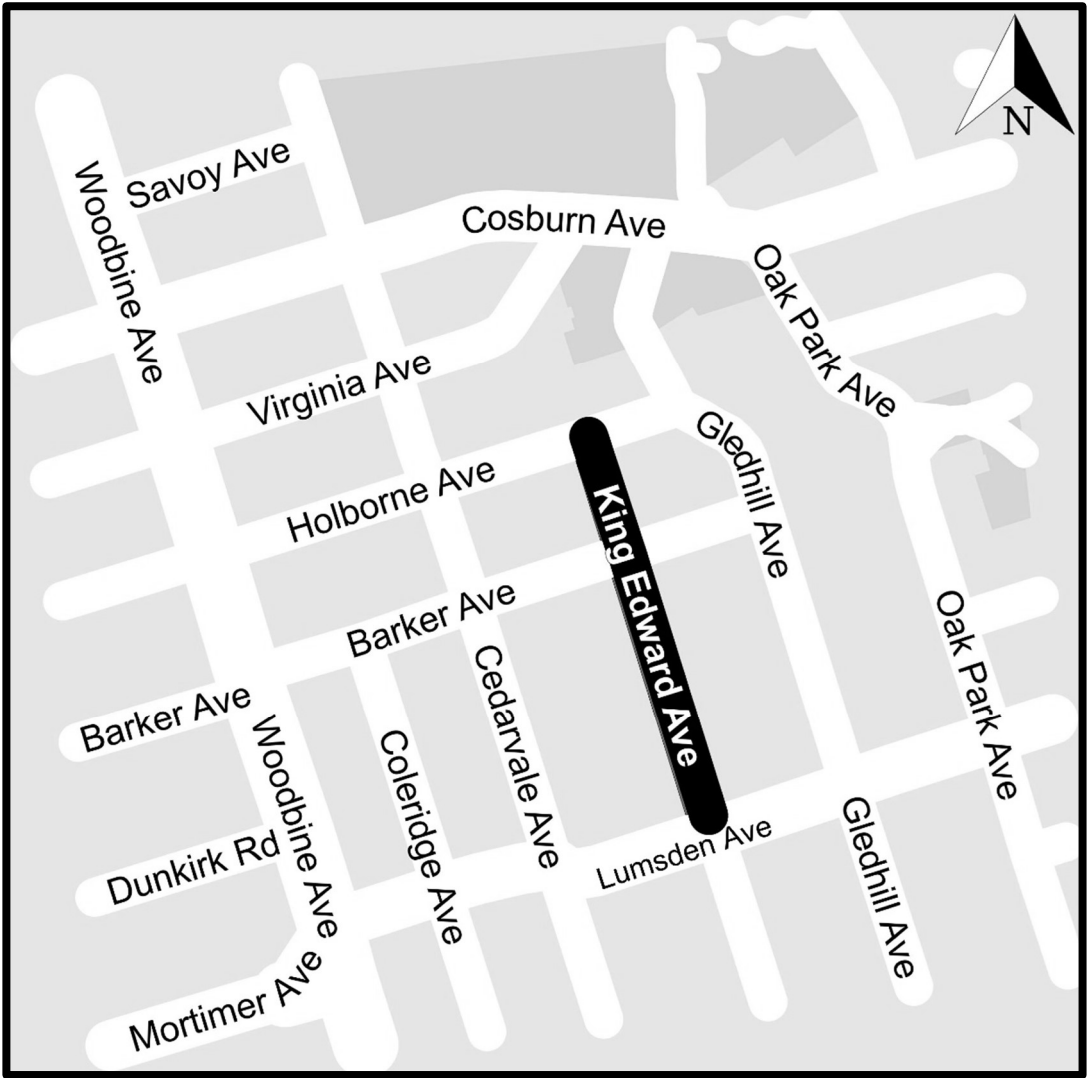 N
Savoy Ave
Woodbine Ave
Cosburn Ave
Oak Park Ave
Virginia Ave
Gledhill Ave
Holborne Ave
King Edward Ave
Barker Ave
Oak Park Ave
Cedarvale Ave
Barker Ave
Woodbine Ave
Coleridge Ave
Gledhill Ave
Lumsden Ave
Dunkirk Rd
Mortimer Ave